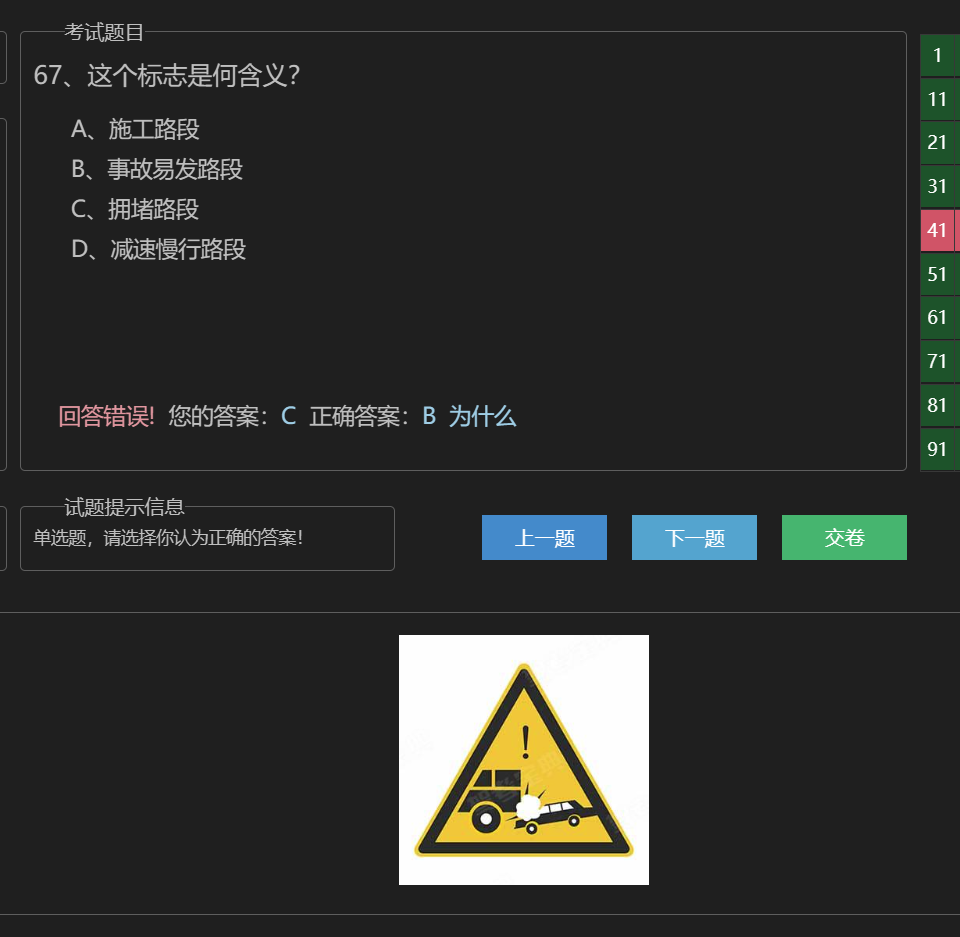 考试题目
67、这个标志是何含义？
A、施工路段
B、事故易发路段
C、拥堵路段
D、减速慢行路段
回答错误! 您的答案：C 正确答案：B 为什么
1
11
21
31
41
51
61
71
81
91
试题提示信息
单选题，请选择你认为正确的答案！
上一题
下一题
交卷
!